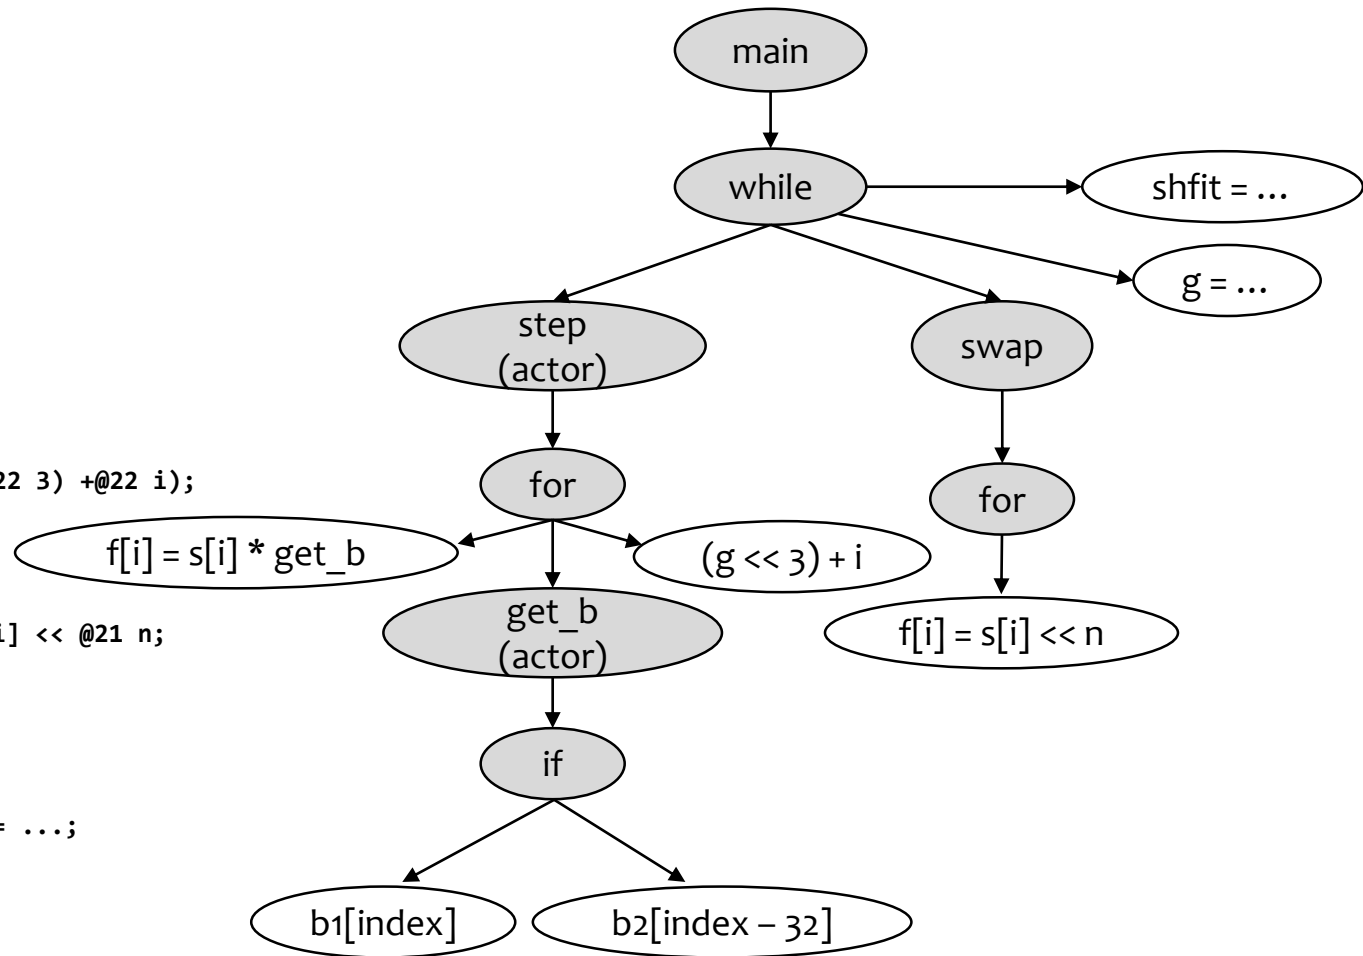 main
while
shfit = ...
g = ...
step
(actor)
swap
22 3) +@22 i);
for
for
f[i] = s[i] * get_b
(g << 3) + i
get_b
(actor)
i] << @21 n;
f[i] = s[i] << n
if
= ...;
b1[index]
b2[index – 32]